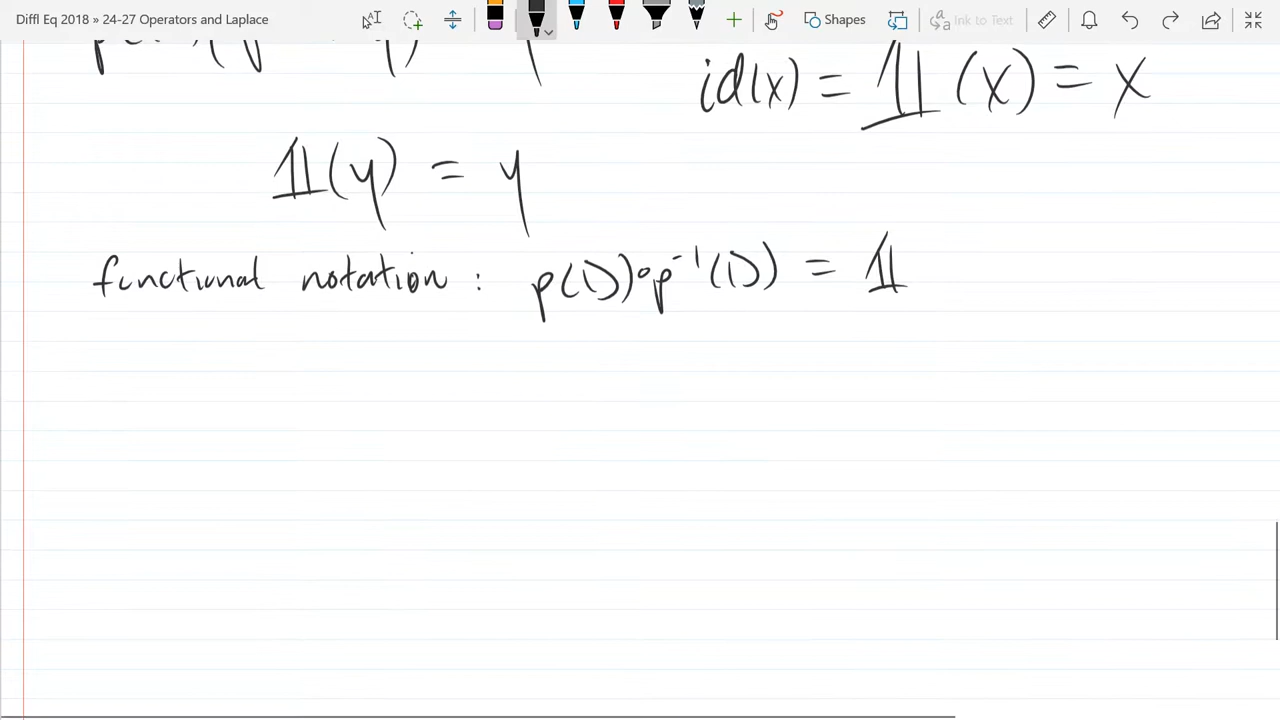 Diffl Eq 2018 » 24-27 Operators and Laplace
Shapes
Ink to Text
id(x) = 𝟙(x) = x
𝟙(y) = y
functional notation : p(D)∘p⁻¹(D) = 𝟙